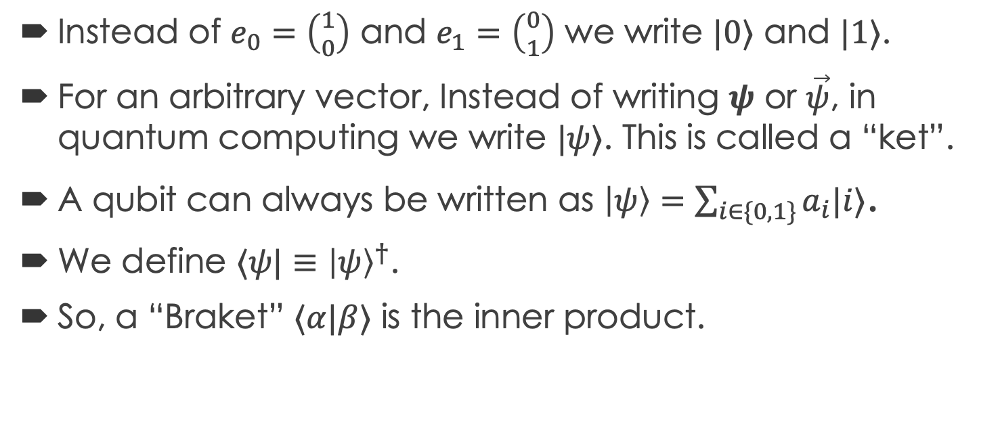 Instead of e₀ = (1 0) and e₁ = (0 1) we write |0⟩ and |1⟩.
For an arbitrary vector, Instead of writing 𝝍 or ψ⃗, in
quantum computing we write |ψ⟩. This is called a “ket”.
A qubit can always be written as |ψ⟩ = ∑_{i∈{0,1}} aᵢ|i⟩.
We define ⟨ψ| ≡ |ψ⟩†.
So, a “Braket” ⟨α|β⟩ is the inner product.